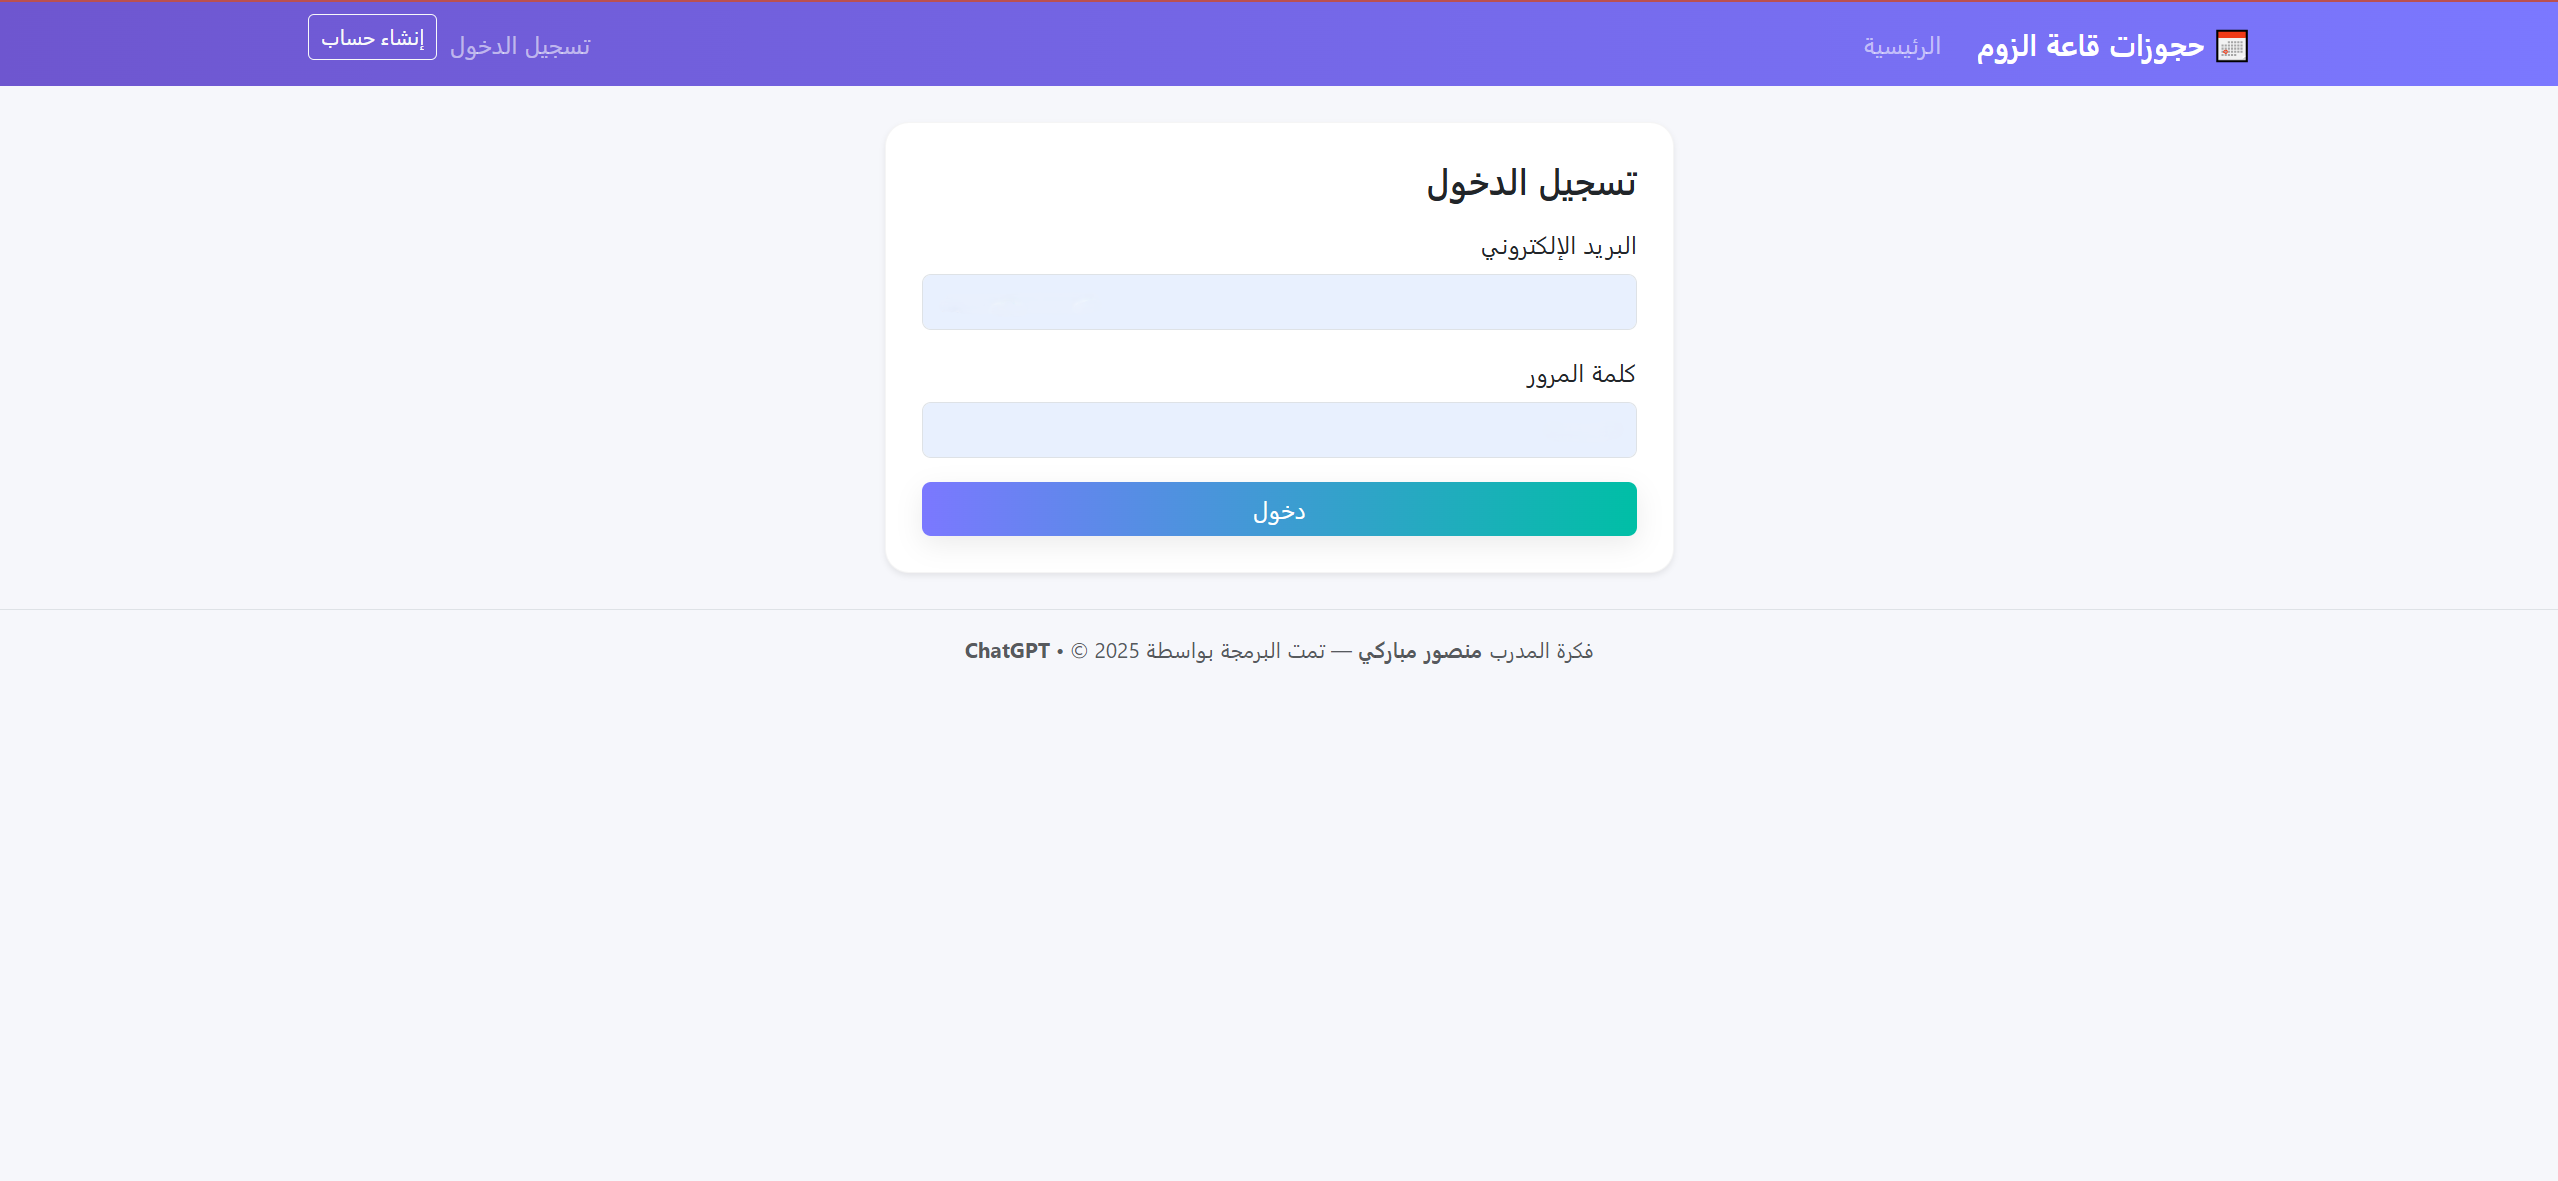 حجوزات قاعة الزوم
الرئيسية
تسجيل الدخول
إنشاء حساب
تسجيل الدخول
البريد الإلكتروني
كلمة المرور
دخول
فكرة المدرب منصور مباركي — تمت البرمجة بواسطة ChatGPT • © 2025